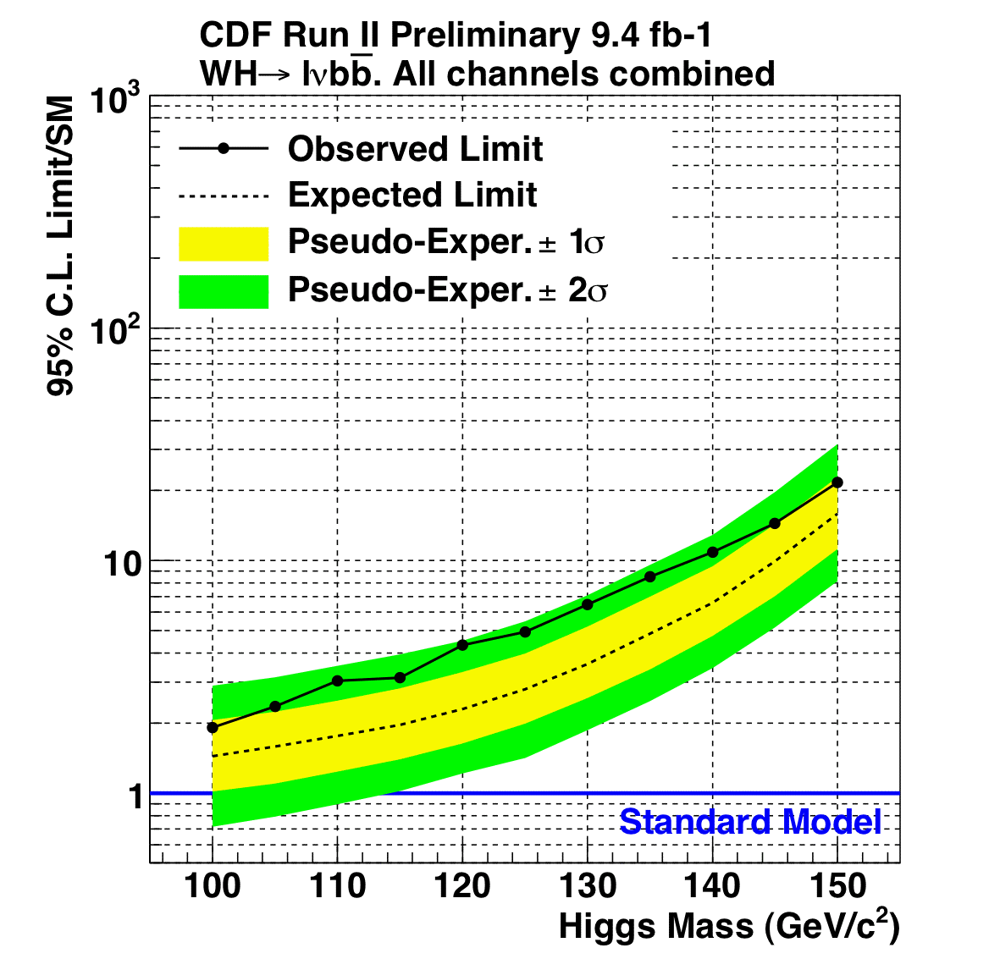 CDF Run II Preliminary 9.4 fb-1
WH→ lνbb̅. All channels combined
95% C.L. Limit/SM
10³
10²
10
1
Observed Limit
Expected Limit
Pseudo-Exper. ± 1σ
Pseudo-Exper. ± 2σ
Standard Model
100 110 120 130 140 150
Higgs Mass (GeV/c²)